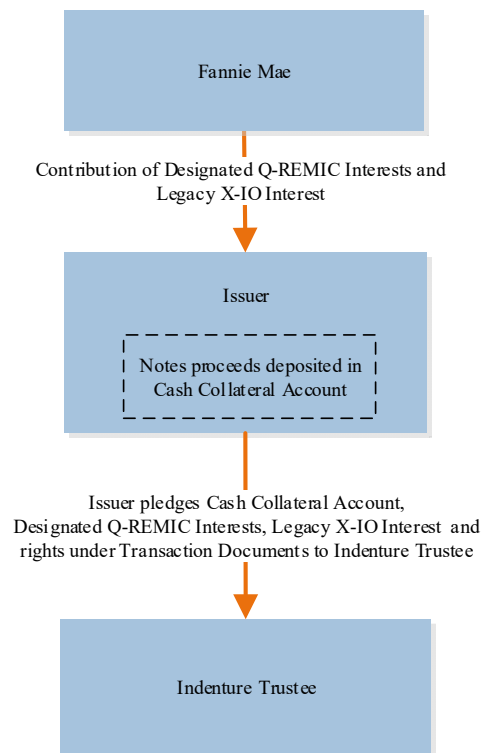 Fannie Mae
Contribution of Designated Q-REMIC Interests and
Legacy X-IO Interest
Issuer
Notes proceeds deposited in
Cash Collateral Account
Issuer pledges Cash Collateral Account,
Designated Q-REMIC Interests, Legacy X-IO Interest and
rights under Transaction Documents to Indenture Trustee
Indenture Trustee